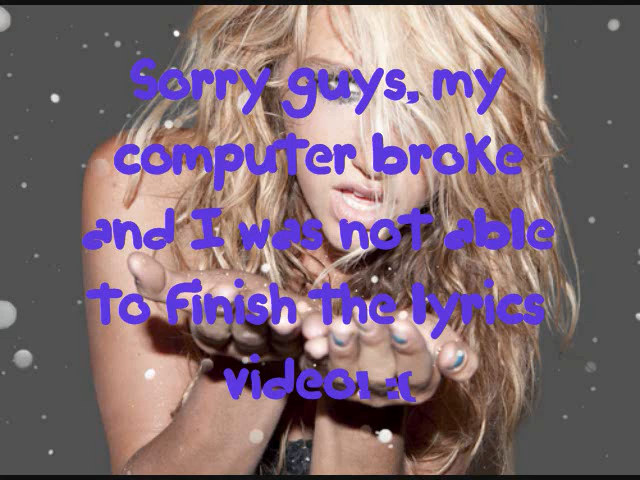 Sorry guys, my
computer broke
and I was not able
to finish the lyrics
video! :(